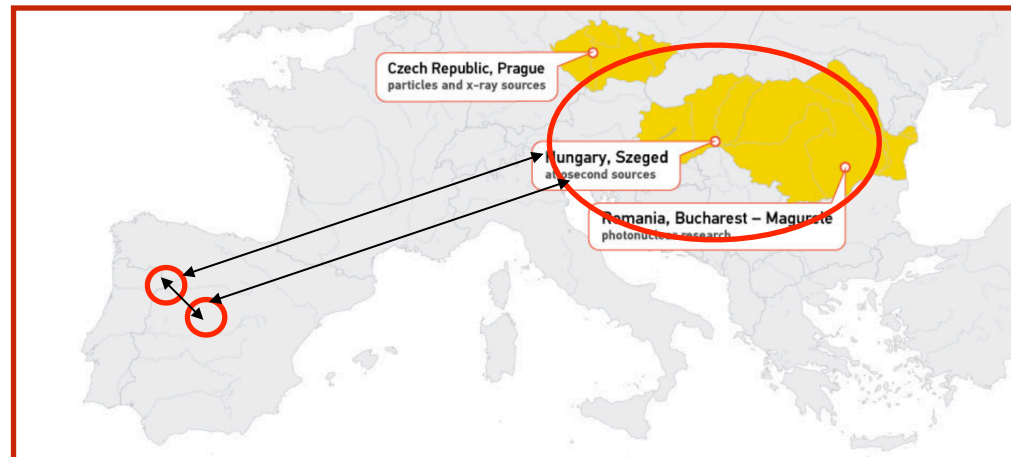 Czech Republic, Prague
particles and x-ray sources
Hungary, Szeged
attosecond sources
Romania, Bucharest – Magurele
photonuclear research